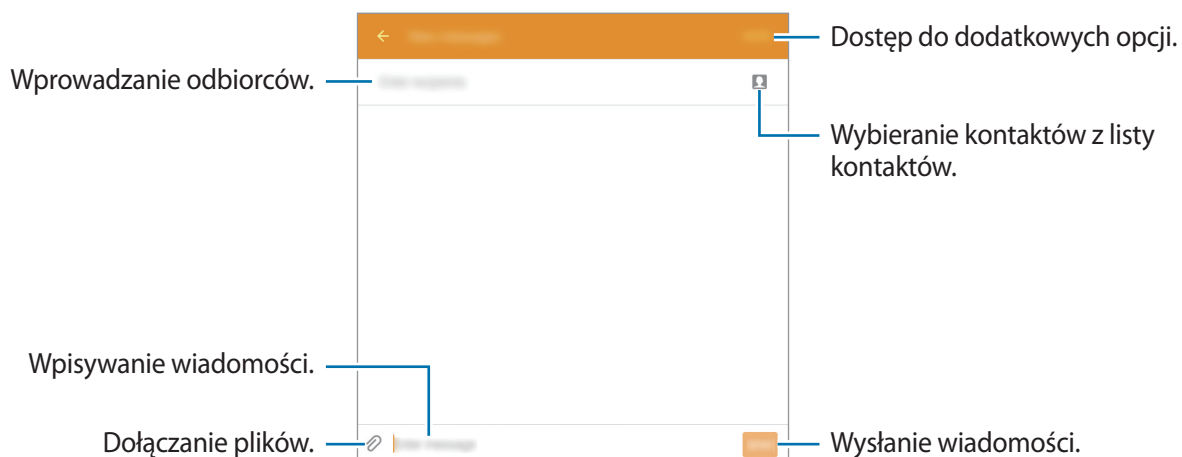 Dostęp do dodatkowych opcji.
Wprowadzanie odbiorców.
Wybieranie kontaktów z listy
kontaktów.
Wpisywanie wiadomości.
Dołączanie plików.
Wysłanie wiadomości.